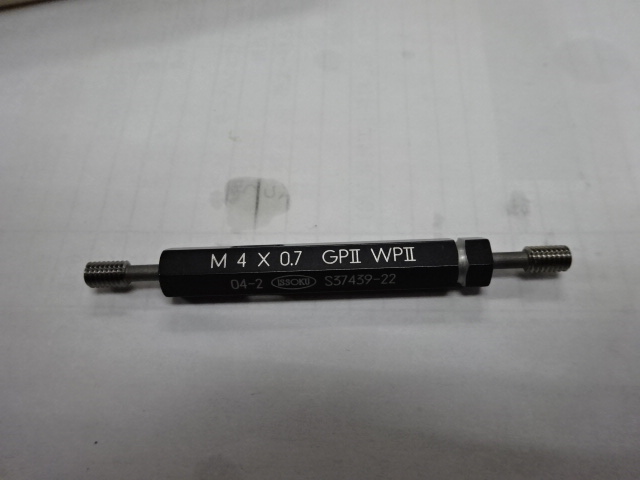 M 4 X 0.7 GPII WPII
04-2 ISSOKU S37439-22